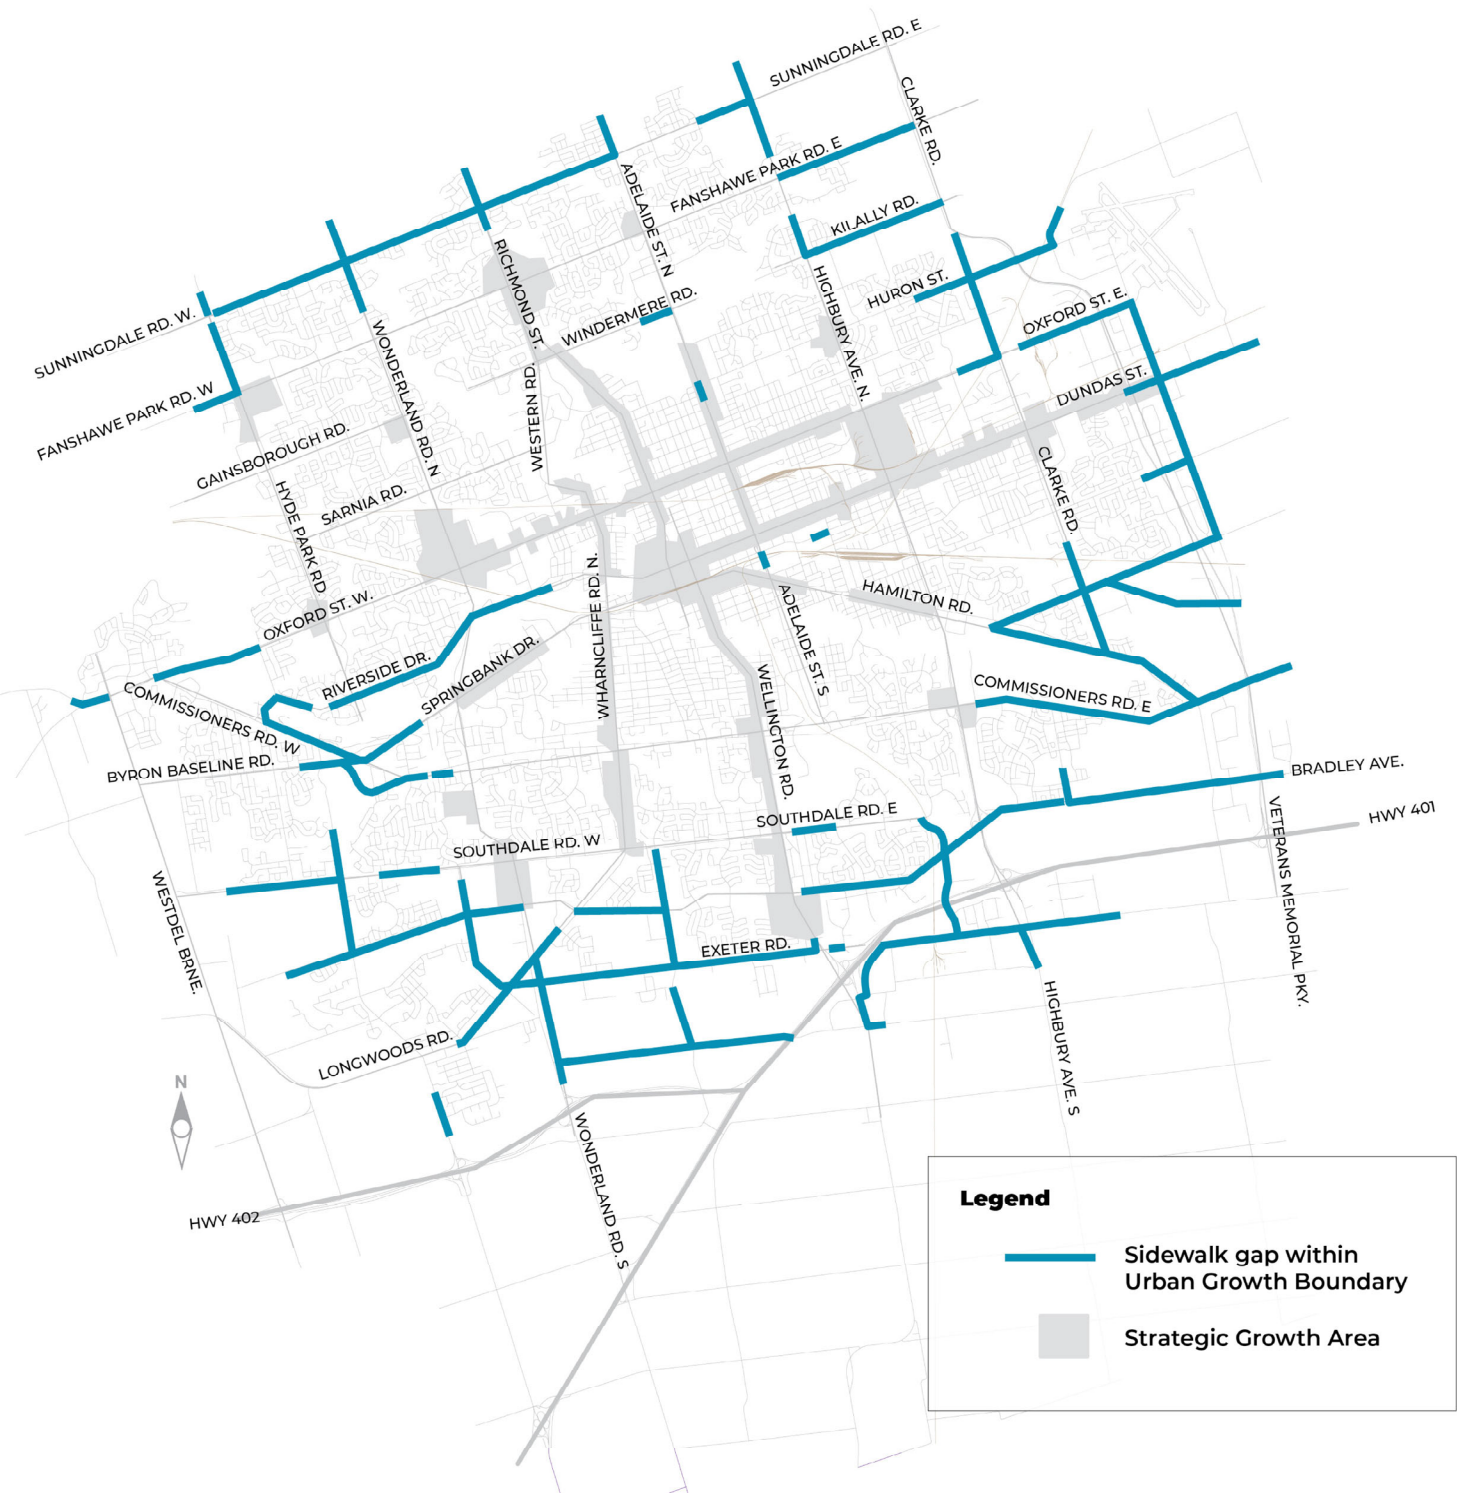 SUNNINGDALE RD. E
CLARKE RD.
FANSHAWE PARK RD. E
ADELAIDE ST. N
KILALLY RD.
RICHMOND ST.
HIGHBURY AVE. N.
HURON ST.
WINDERMERE RD.
OXFORD ST. E.
SUNNINGDALE RD. W.
WONDERLAND RD. N
WESTERN RD.
DUNDAS ST.
FANSHAWE PARK RD. W
GAINSBOROUGH RD.
CLARKE RD.
SARNIA RD.
HYDE PARK RD
WHARNCLIFFE RD. N.
HAMILTON RD.
ADELAIDE ST. S
OXFORD ST. W.
RIVERSIDE DR.
SPRINGBANK DR.
WELLINGTON RD.
COMMISSIONERS RD. E
COMMISSIONERS RD. W
BYRON BASELINE RD.
BRADLEY AVE.
HWY 401
SOUTHDALE RD. E
VETERANS MEMORIAL PKY.
SOUTHDALE RD. W
WESTDEL BRNE.
EXETER RD.
HIGHBURY AVE. S
LONGWOODS RD.
N
WONDERLAND RD. S
HWY 402
Legend
Sidewalk gap within
Urban Growth Boundary
Strategic Growth Area